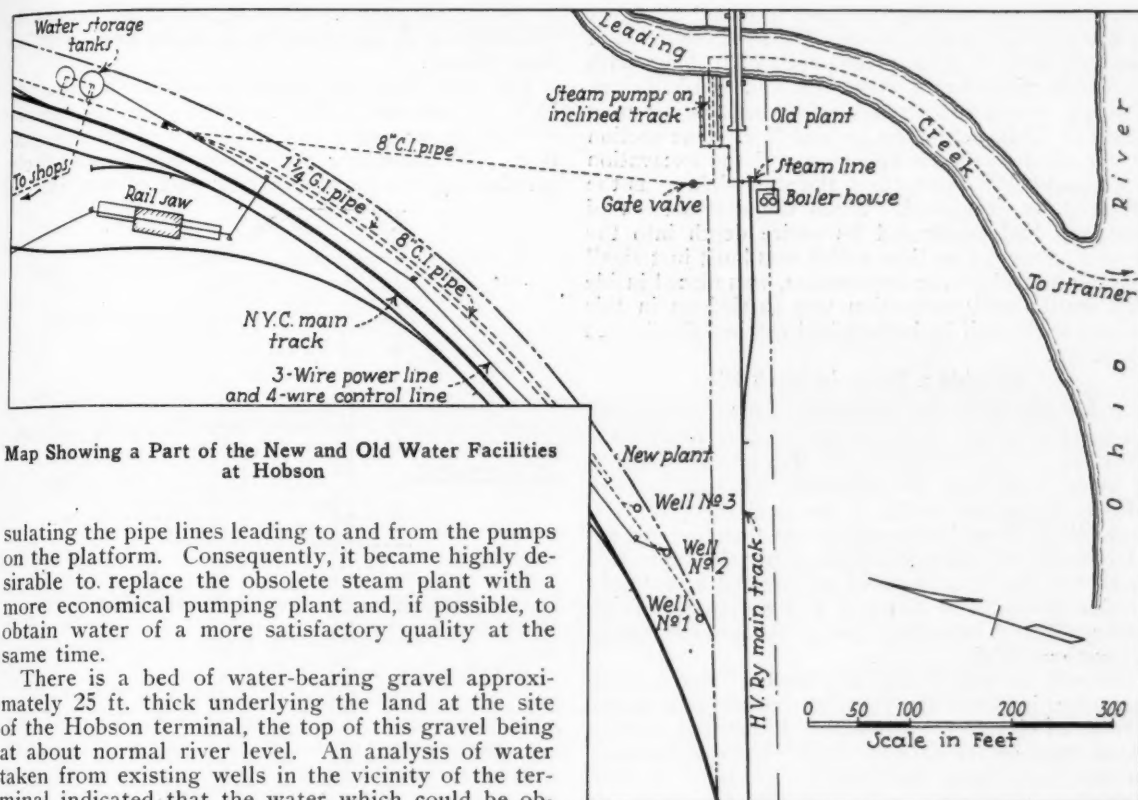 Water storage
tanks
Leading
Creek
Steam pumps on
inclined track
Old plant
8" C.I. pipe
Steam line
Gate valve
Boiler house
To shops
Rail saw
1¼ G.I. pipe
8" C.I. pipe
To strainer
Ohio River
N.Y.C. main
track
3-Wire power line
and 4-wire control line
New plant
Well Nº3
Well
Nº2
Well
Nº1
H.V. Ry main track
0 50 100 200 300
Scale in Feet
Map Showing a Part of the New and Old Water Facilities
at Hobson
sulating the pipe lines leading to and from the pumps
on the platform. Consequently, it became highly de-
sirable to replace the obsolete steam plant with a
more economical pumping plant and, if possible, to
obtain water of a more satisfactory quality at the
same time.
There is a bed of water-bearing gravel approxi-
mately 25 ft. thick underlying the land at the site
of the Hobson terminal, the top of this gravel being
at about normal river level. An analysis of water
taken from existing wells in the vicinity of the ter-
minal indicated that the water which could be ob-